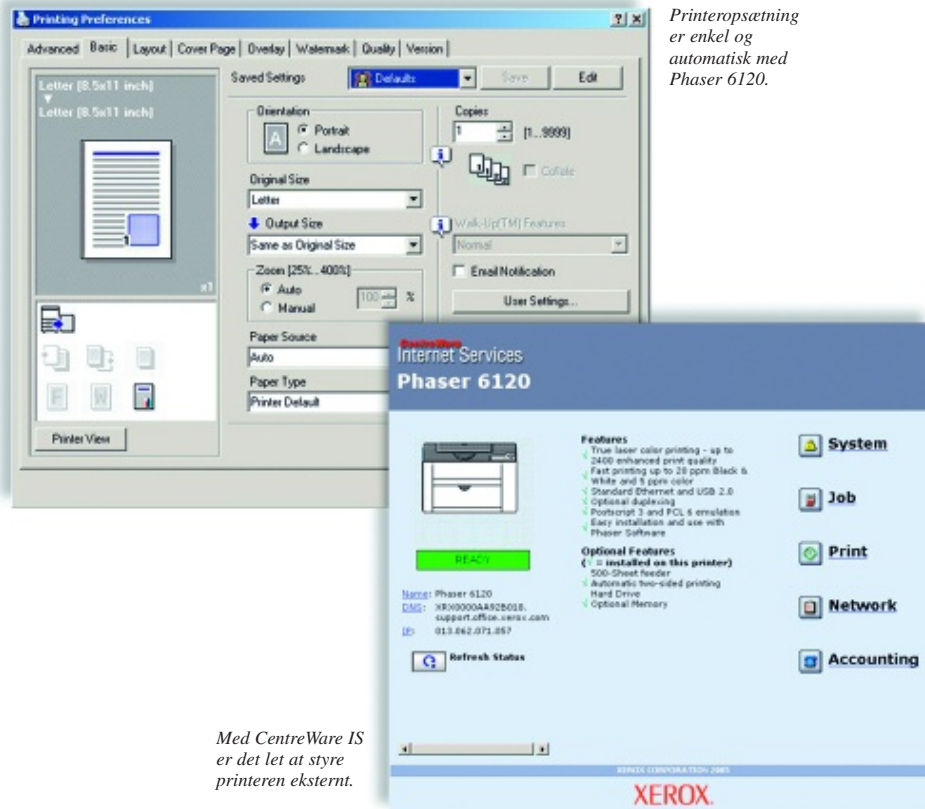 Printing Preferences
Advanced Basic Layout Cover Page Overlay Watermark Quality Version
Letter [8.5x11 inch]
Letter [8.5x11 inch]
1
x1
Printer View
Saved Settings Defaults Save Edit
Orientation
A Portrait
Landscape
Original Size
Letter
Output Size
Same as Original Size
Zoom [25%...400%]
Auto
Manual
100 %
Paper Source
Auto
Paper Type
Printer Default
Copies
1 [1...9999]
Collate
Walk-Up(TM) Features
Normal
Email Notification
User Settings...
Printeropsætning
er enkel og
automatisk med
Phaser 6120.
CentreWare
Internet Services
Phaser 6120
READY
Name: Phaser 6120
DNS: XRX0000AA92B018.
support.office.xerox.com
IP: 013.062.071.057
Refresh Status
Features
√ True laser color printing - up to
2400 enhanced print quality
√ Fast printing up to 20 ppm Black &
White and 5 ppm color
√ Standard Ethernet and USB 2.0
√ Optional duplexing
√ Postscript 3 and PCL 6 emulation
√ Easy installation and use with
Phaser Software
Optional Features
(√ = installed on this printer)
500-Sheet feeder
√ Automatic two-sided printing
Hard Drive
√ Optional Memory
System
Job
Print
Network
Accounting
XEROX CORPORATION 2005
XEROX.
Med CentreWare IS
er det let at styre
printeren eksternt.